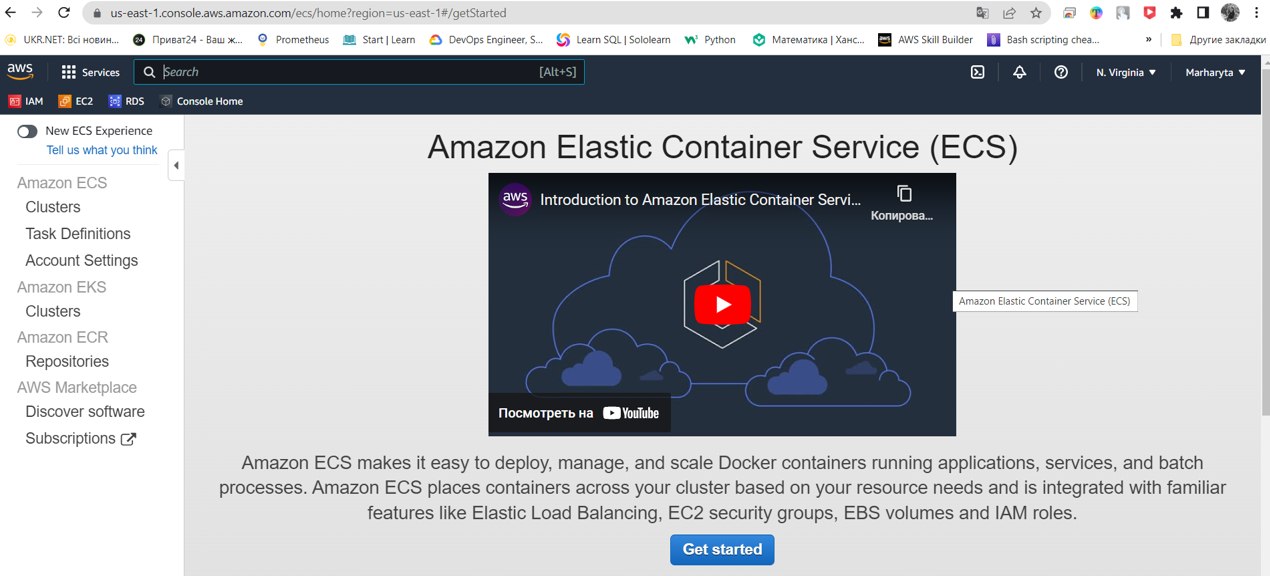 us-east-1.console.aws.amazon.com/ecs/home?region=us-east-1#/getStarted
UKR.NET: Всі новин... 24 Приват24 - Ваш ж... Prometheus Start | Learn DevOps Engineer, S... Learn SQL | Sololearn Python Математика | Ханс... aws AWS Skill Builder Bash scripting chea... » Другие закладки
aws Services Search [Alt+S] N. Virginia ▼ Marharyta ▼
IAM EC2 RDS Console Home
New ECS Experience
Tell us what you think
Amazon ECS
Clusters
Task Definitions
Account Settings
Amazon EKS
Clusters
Amazon ECR
Repositories
AWS Marketplace
Discover software
Subscriptions
Amazon Elastic Container Service (ECS)
aws Introduction to Amazon Elastic Container Servi...
Копирова...
Amazon Elastic Container Service (ECS)
Посмотреть на YouTube
Amazon ECS makes it easy to deploy, manage, and scale Docker containers running applications, services, and batch
processes. Amazon ECS places containers across your cluster based on your resource needs and is integrated with familiar
features like Elastic Load Balancing, EC2 security groups, EBS volumes and IAM roles.
Get started